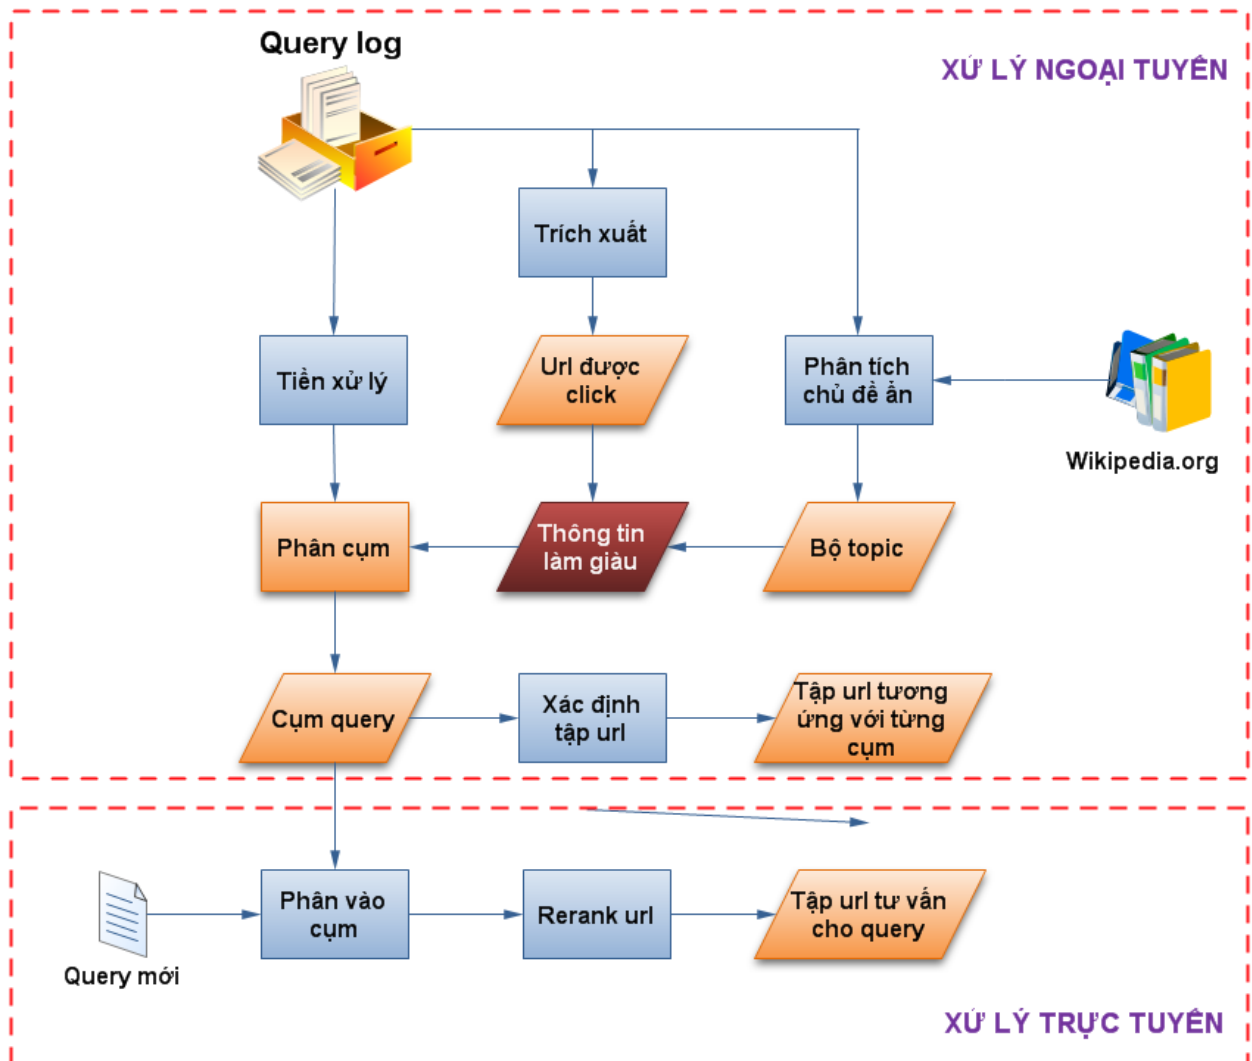 Query log
XỬ LÝ NGOẠI TUYẾN
Trích xuất
Tiền xử lý
Url được
click
Phân tích
chủ đề ẩn
Wikipedia.org
Phân cụm
Thông tin
làm giàu
Bộ topic
Cụm query
Xác định
tập url
Tập url tương
ứng với từng
cụm
Query mới
Phân vào
cụm
Rerank url
Tập url tư vấn
cho query
XỬ LÝ TRỰC TUYẾN